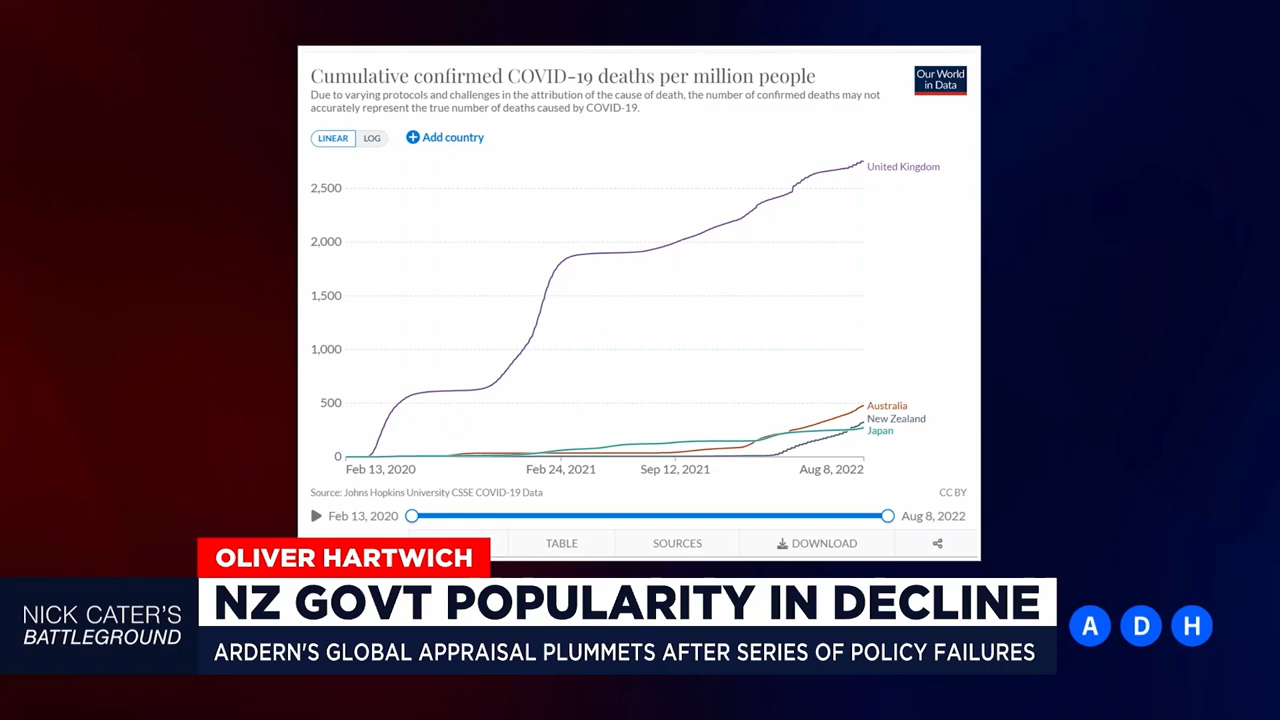 Cumulative confirmed COVID-19 deaths per million people
Our World
in Data
Due to varying protocols and challenges in the attribution of the cause of death, the number of confirmed deaths may not
accurately represent the true number of deaths caused by COVID-19.
LINEAR LOG Add country
United Kingdom
2,500
2,000
1,500
1,000
500
0
Australia
New Zealand
Japan
Feb 13, 2020 Feb 24, 2021 Sep 12, 2021 Aug 8, 2022
Source: Johns Hopkins University CSSE COVID-19 Data CC BY
Feb 13, 2020 Aug 8, 2022
TABLE SOURCES DOWNLOAD
OLIVER HARTWICH
NZ GOVT POPULARITY IN DECLINE
ARDERN'S GLOBAL APPRAISAL PLUMMETS AFTER SERIES OF POLICY FAILURES
NICK CATER'S
BATTLEGROUND
A D H